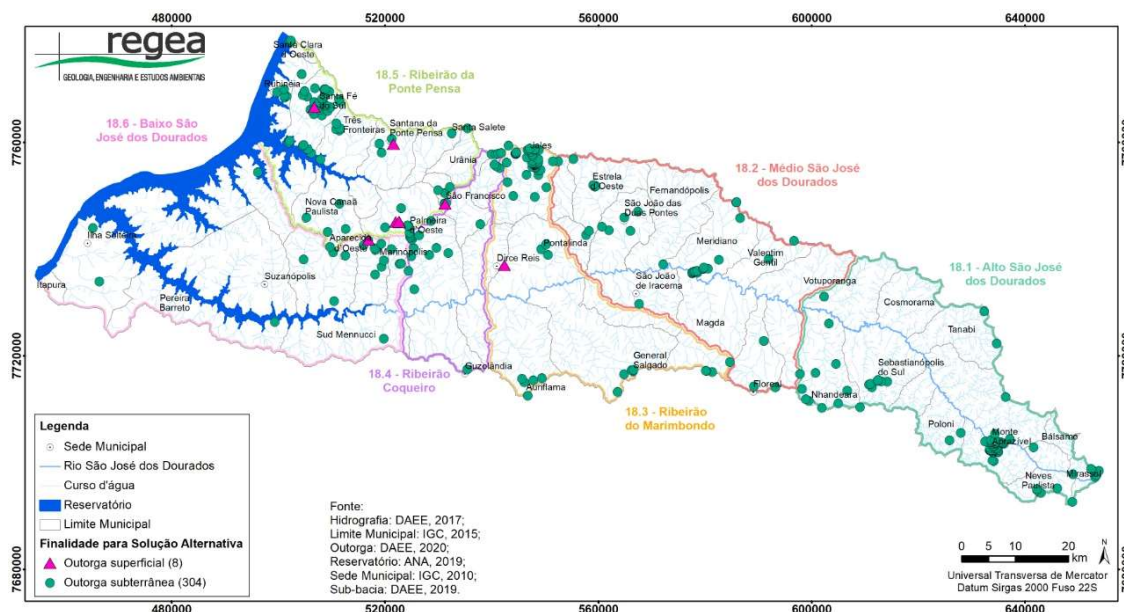 480000
520000
560000
600000
640000
regea
GEOLOGIA, ENGENHARIA E ESTUDOS AMBIENTAIS
Santa Clara
d'Oeste
Rubinéia
18.5 - Ribeirão da
Ponte Pensa
Santa Fé
do Sul
Três
Fronteiras
Santana da
Ponte Pensa
Santa Salete
18.6 - Baixo São
José dos Dourados
7760000
7760000
Urânia
Jales
18.2 - Médio São José
dos Dourados
Estrela
d'Oeste
Fernandópolis
São Francisco
Nova Canaã
Paulista
São João das
Duas Pontes
Palmeira
d'Oeste
Ilha Solteira
Aparecida
d'Oeste
Marinópolis
Pontalinda
Meridiano
Valentim
Gentil
Dirce Reis
18.1 - Alto São José
dos Dourados
Itapura
Suzanápolis
São João
de Iracema
Votuporanga
Pereira
Barreto
Cosmorama
Magda
Tanabi
Sud Mennucci
7720000
7720000
18.4 - Ribeirão
Coqueiro
Guzolândia
General
Salgado
Sebastianópolis
do Sul
Auriflama
Floreal
Nhandeara
18.3 - Ribeirão
do Marimbondo
Poloni
Monte
Aprazível
Bálsamo
Neves
Paulista
Mirassol
Legenda
Sede Municipal
Rio São José dos Dourados
Curso d'água
Reservatório
Limite Municipal
Finalidade para Solução Alternativa
Outorga superficial (8)
Outorga subterrânea (304)
Fonte:
Hidrografia: DAEE, 2017;
Limite Municipal: IGC, 2015;
Outorga: DAEE, 2020;
Reservatório: ANA, 2019;
Sede Municipal: IGC, 2010;
Sub-bacia: DAEE, 2019.
0 5 10 20
km
N
Universal Transversa de Mercator
Datum Sirgas 2000 Fuso 22S
7680000
7680000
480000
520000
560000
600000
640000